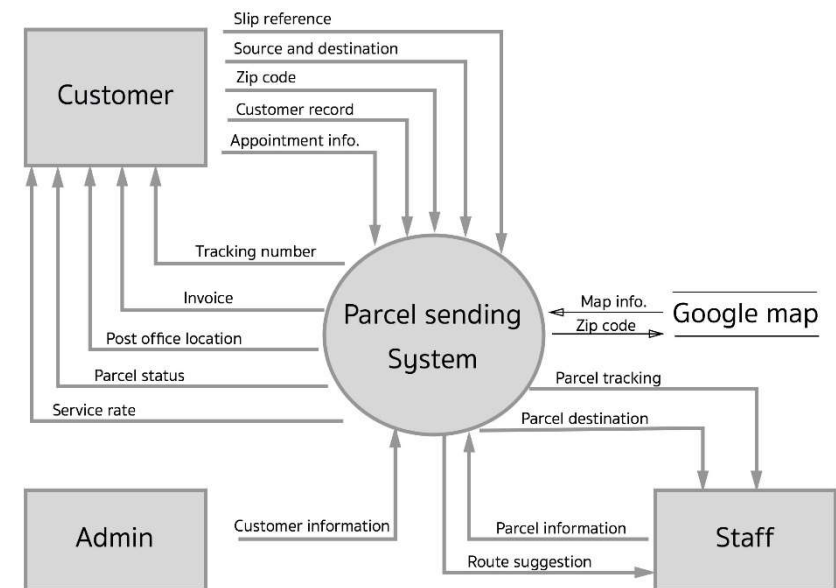 Slip reference
Source and destination
Zip code
Customer record
Appointment info.
Customer
Tracking number
Invoice
Post office location
Parcel status
Service rate
Parcel sending
System
Map info.
Zip code
Google map
Parcel tracking
Parcel destination
Admin
Customer information
Parcel information
Route suggestion
Staff